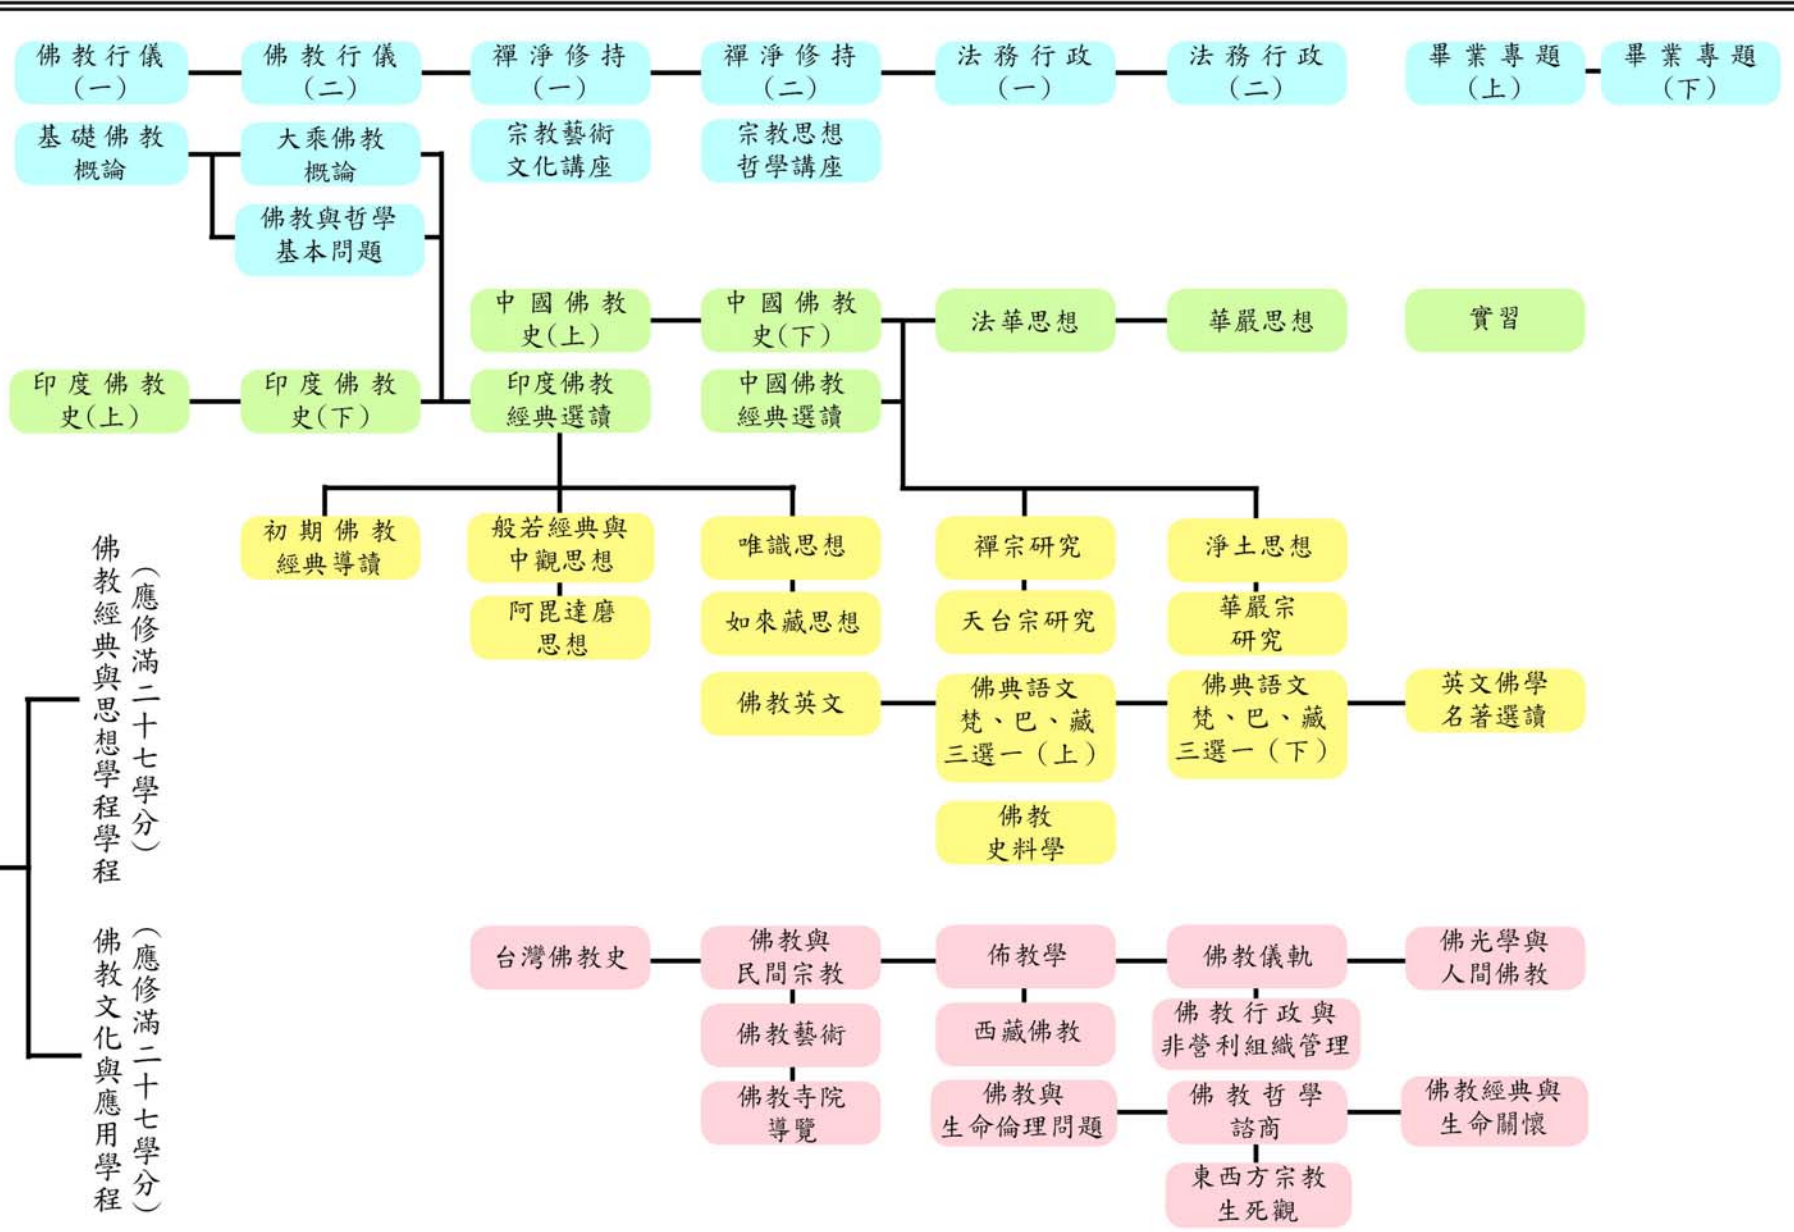 佛教行儀
(一)
佛教行儀
(二)
禪淨修持
(一)
禪淨修持
(二)
法務行政
(一)
法務行政
(二)
畢業專題
(上)
畢業專題
(下)
基礎佛教
概論
大乘佛教
概論
宗教藝術
文化講座
宗教思想
哲學講座
佛教與哲學
基本問題
中國佛教
史(上)
中國佛教
史(下)
法華思想
華嚴思想
實習
印度佛教
史(上)
印度佛教
史(下)
印度佛教
經典選讀
中國佛教
經典選讀
初期佛教
經典導讀
般若經典與
中觀思想
唯識思想
禪宗研究
淨土思想
阿毘達磨
思想
如來藏思想
天台宗研究
華嚴宗
研究
佛教英文
佛典語文
梵、巴、藏
三選一（上）
佛典語文
梵、巴、藏
三選一（下）
英文佛學
名著選讀
佛教
史料學
佛教經典與思想學程學程
（應修滿二十七學分）
台灣佛教史
佛教與
民間宗教
佈教學
佛教儀軌
佛光學與
人間佛教
佛教藝術
西藏佛教
佛教行政與
非營利組織管理
佛教寺院
導覽
佛教與
生命倫理問題
佛教哲學
諮商
佛教經典與
生命關懷
東西方宗教
生死觀
佛教文化與應用學程
（應修滿二十七學分）